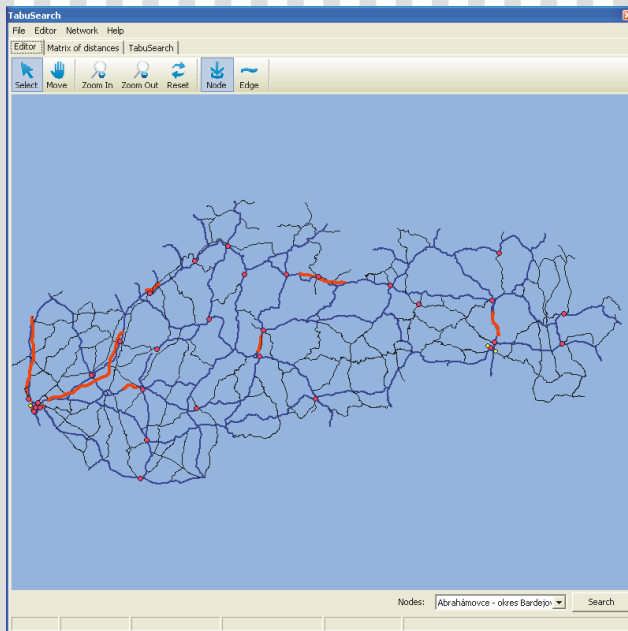 TabuSearch
File Editor Network Help
Editor Matrix of distances TabuSearch
Select Move Zoom In Zoom Out Reset Node Edge
Nodes: Abrahámovce - okres Bardejov Search